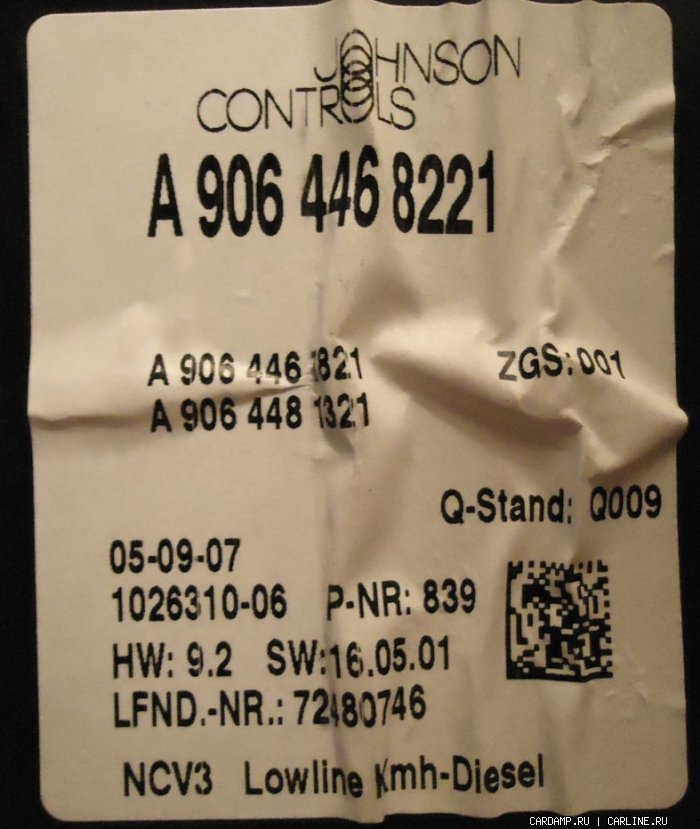 JOHNSON
CONTROLS
A 906 446 8221
A 906 446 1821
ZGS: 001
A 906 448 1321
Q-Stand: Q009
05-09-07
1026310-06 P-NR: 839
HW: 9.2 SW:16.05.01
LFND.-NR.: 72480746
NCV3 Lowline Kmh-Diesel
CARDAMP.RU | CARLINE.RU